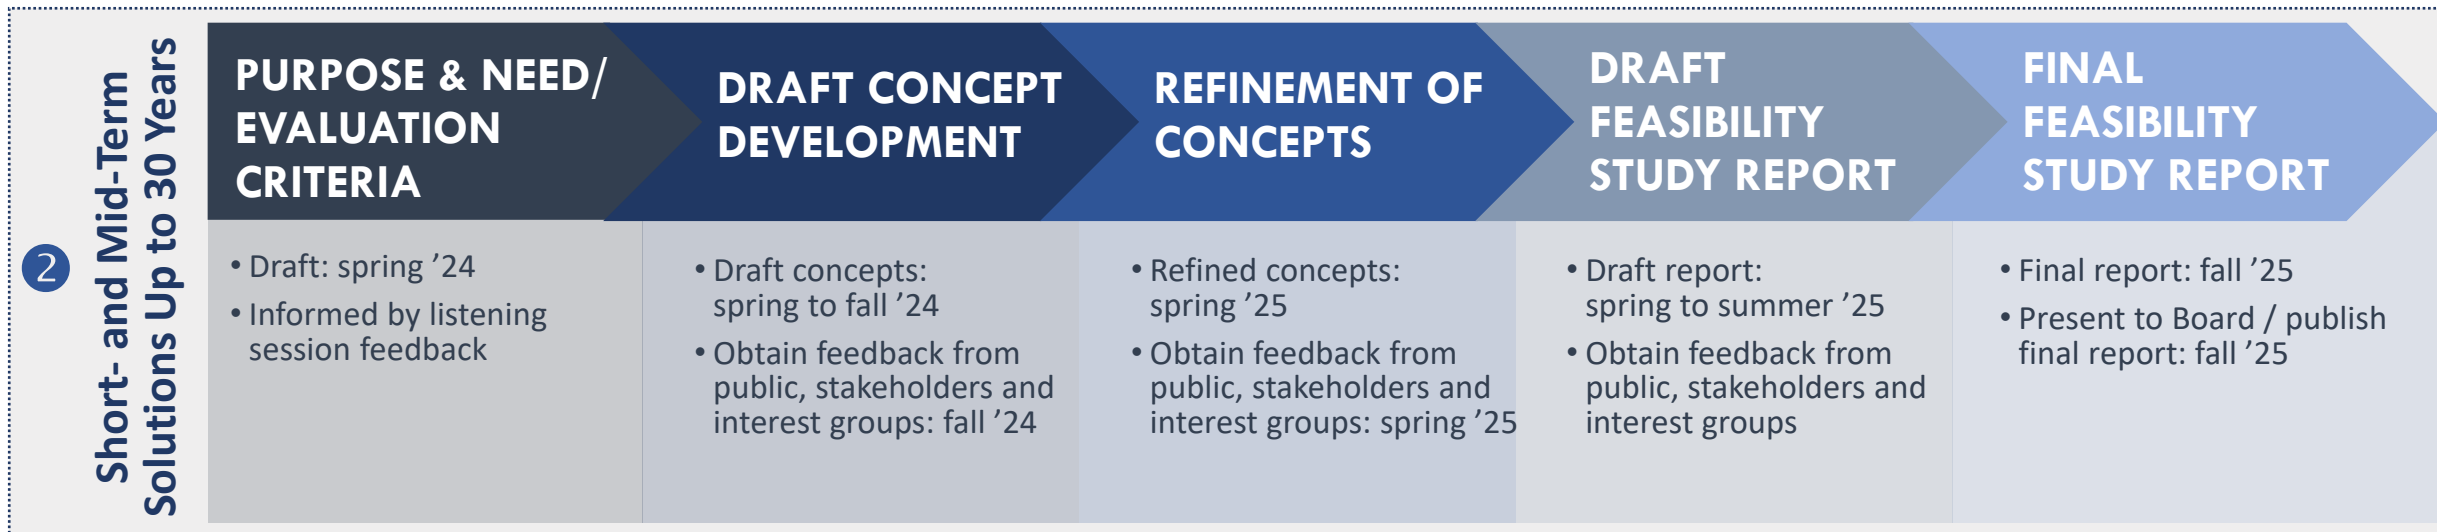 2
Short- and Mid-Term
Solutions Up to 30 Years
PURPOSE & NEED/
EVALUATION
CRITERIA
• Draft: spring ’24
• Informed by listening
session feedback
DRAFT CONCEPT
DEVELOPMENT
• Draft concepts:
spring to fall ’24
• Obtain feedback from
public, stakeholders and
interest groups: fall ’24
REFINEMENT OF
CONCEPTS
• Refined concepts:
spring ’25
• Obtain feedback from
public, stakeholders and
interest groups: spring ’25
DRAFT
FEASIBILITY
STUDY REPORT
• Draft report:
spring to summer ’25
• Obtain feedback from
public, stakeholders and
interest groups
FINAL
FEASIBILITY
STUDY REPORT
• Final report: fall ’25
• Present to Board / publish
final report: fall ’25